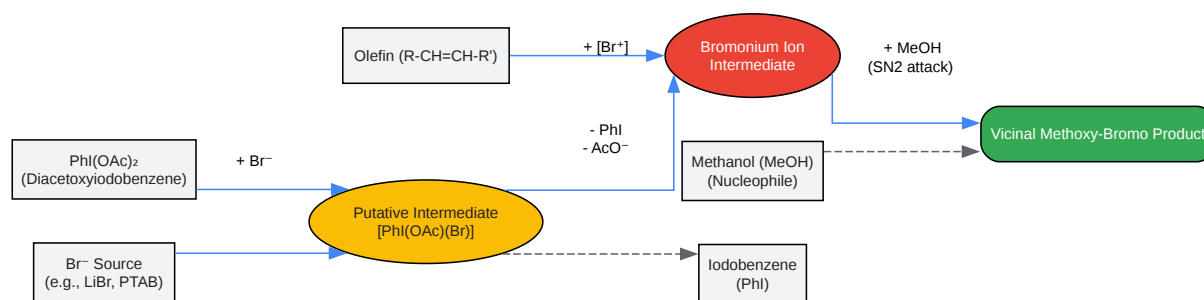 Olefin (R-CH=CH-R')
+ [Br⁺]
Bromonium Ion
Intermediate
+ MeOH
(SN2 attack)
Vicinal Methoxy-Bromo Product
PhI(OAc)₂
(Diacetoxyiodobenzene)
+ Br⁻
- PhI
- AcO⁻
Methanol (MeOH)
(Nucleophile)
Putative Intermediate
[PhI(OAc)(Br)]
Br⁻ Source
(e.g., LiBr, PTAB)
Iodobenzene
(PhI)